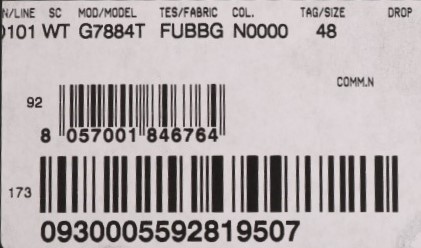 N/LINE SC MOD/MODEL TES/FABRIC COL. TAG/SIZE DROP
0101 WT G7884T FUBBG N0000 48
COMM.N
92
8 057001 846764
173
0930005592819507